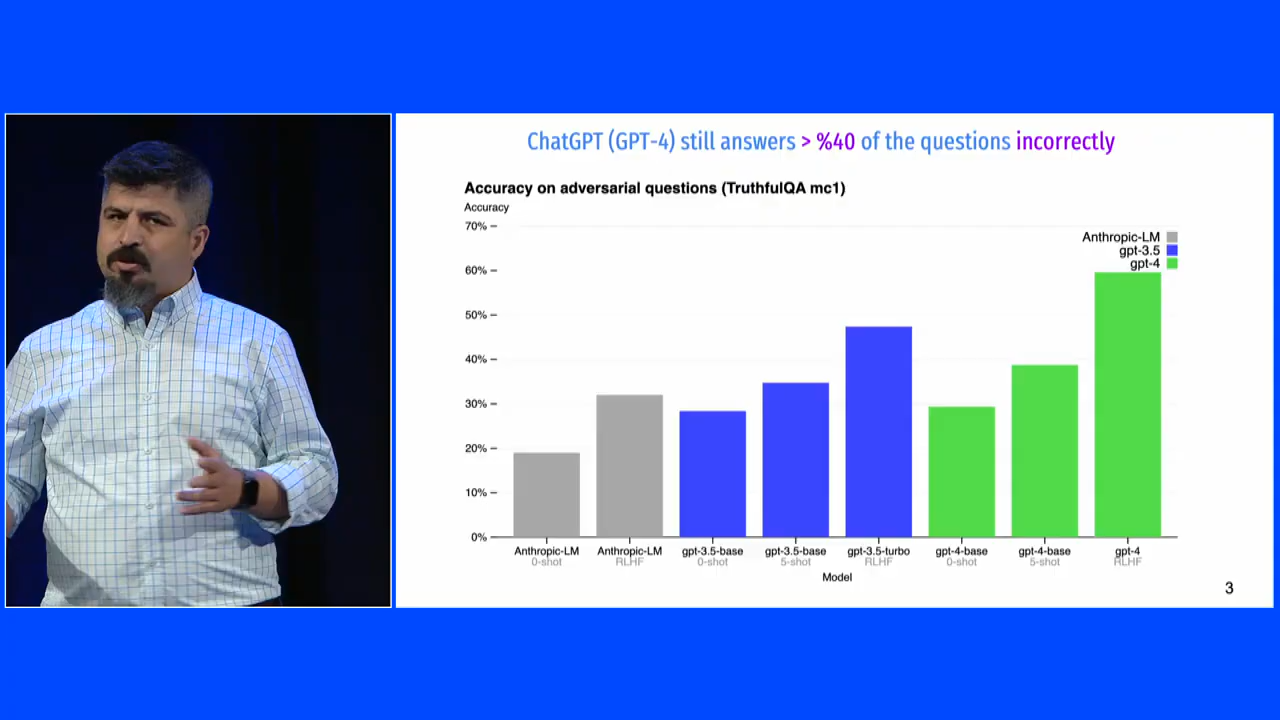 ChatGPT (GPT-4) still answers > %40 of the questions incorrectly
Accuracy on adversarial questions (TruthfulQA mc1)
Accuracy
70%
60%
50%
40%
30%
20%
10%
0%
Anthropic-LM
gpt-3.5
gpt-4
Anthropic-LM Anthropic-LM gpt-3.5-base gpt-3.5-base gpt-3.5-turbo gpt-4-base gpt-4-base gpt-4
0-shot RLHF 0-shot 5-shot RLHF 0-shot 5-shot RLHF
Model
3